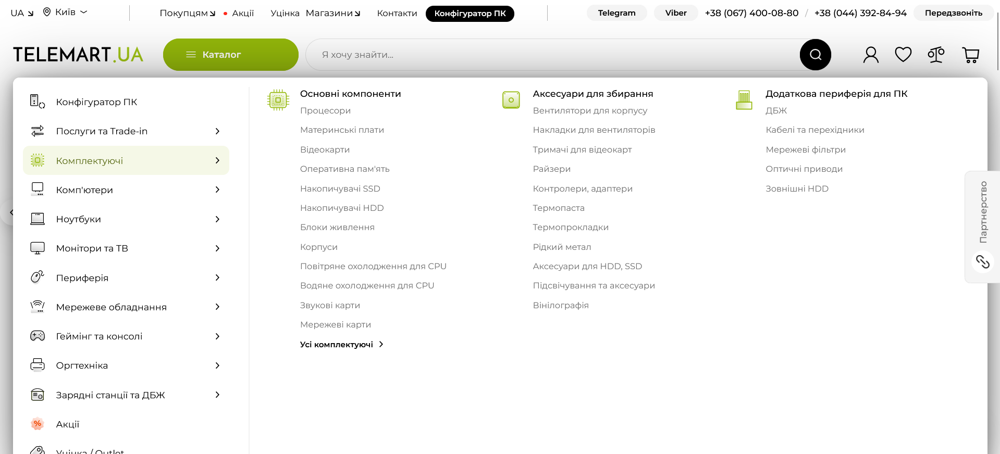 UA
Київ
Покупцям
Акції
Уцінка
Магазини
Контакти
Конфігуратор ПК
Telegram
Viber
+38 (067) 400-08-80 / +38 (044) 392-84-94
Передзвоніть
TELEMART.UA
Каталог
Я хочу знайти...
Конфігуратор ПК
Послуги та Trade-in
Комплектуючі
Комп'ютери
Ноутбуки
Монітори та ТВ
Периферія
Мережеве обладнання
Геймінг та консолі
Оргтехніка
Зарядні станції та ДБЖ
%
Акції
Уцінка / Outlet
Основні компоненти
Процесори
Материнські плати
Відеокарти
Оперативна пам'ять
Накопичувачі SSD
Накопичувачі HDD
Блоки живлення
Корпуси
Повітряне охолодження для CPU
Водяне охолодження для CPU
Звукові карти
Мережеві карти
Усі комплектуючі
Аксесуари для збирання
Вентилятори для корпусу
Накладки для вентиляторів
Тримачі для відеокарт
Райзери
Контролери, адаптери
Термопаста
Термопрокладки
Рідкий метал
Аксесуари для HDD, SSD
Підсвічування та аксесуари
Вінілографія
Додаткова периферія для ПК
ДБЖ
Кабелі та перехідники
Мережеві фільтри
Оптичні приводи
Зовнішні HDD
Партнерство